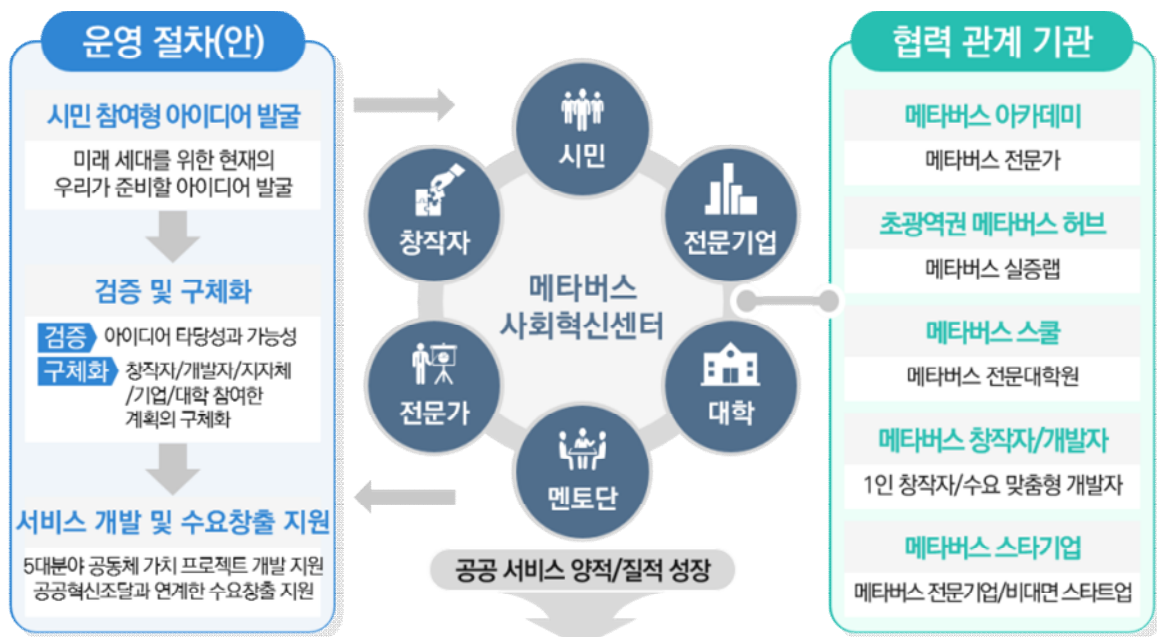 운영 절차(안)
시민 참여형 아이디어 발굴
미래 세대를 위한 현재의
우리가 준비할 아이디어 발굴
검증 및 구체화
검증 아이디어 타당성과 가능성
구체화 창작자/개발자/지자체
/기업/대학 참여한
계획의 구체화
서비스 개발 및 수요창출 지원
5대분야 공동체 가치 프로젝트 개발 지원
공공혁신조달과 연계한 수요창출 지원
시민
창작자
전문기업
메타버스
사회혁신센터
전문가
대학
멘토단
공공 서비스 양적/질적 성장
협력 관계 기관
메타버스 아카데미
메타버스 전문가
초광역권 메타버스 허브
메타버스 실증랩
메타버스 스쿨
메타버스 전문대학원
메타버스 창작자/개발자
1인 창작자/수요 맞춤형 개발자
메타버스 스타기업
메타버스 전문기업/비대면 스타트업